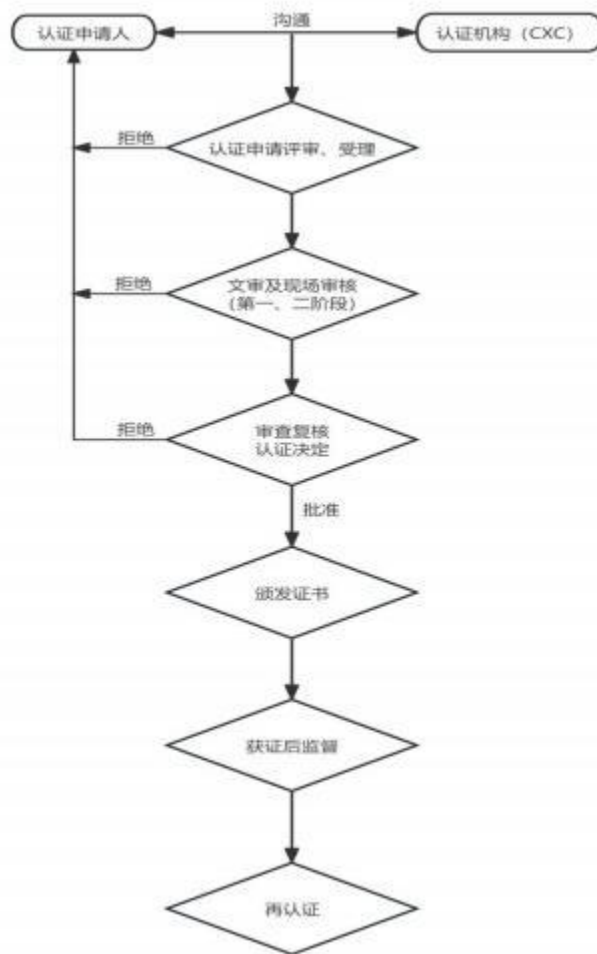 沟通
认证申请人
认证机构（CXC）
拒绝
认证申请评审、受理
拒绝
文审及现场审核
（第一、二阶段）
拒绝
审查复核
认证决定
批准
颁发证书
获证后监督
再认证